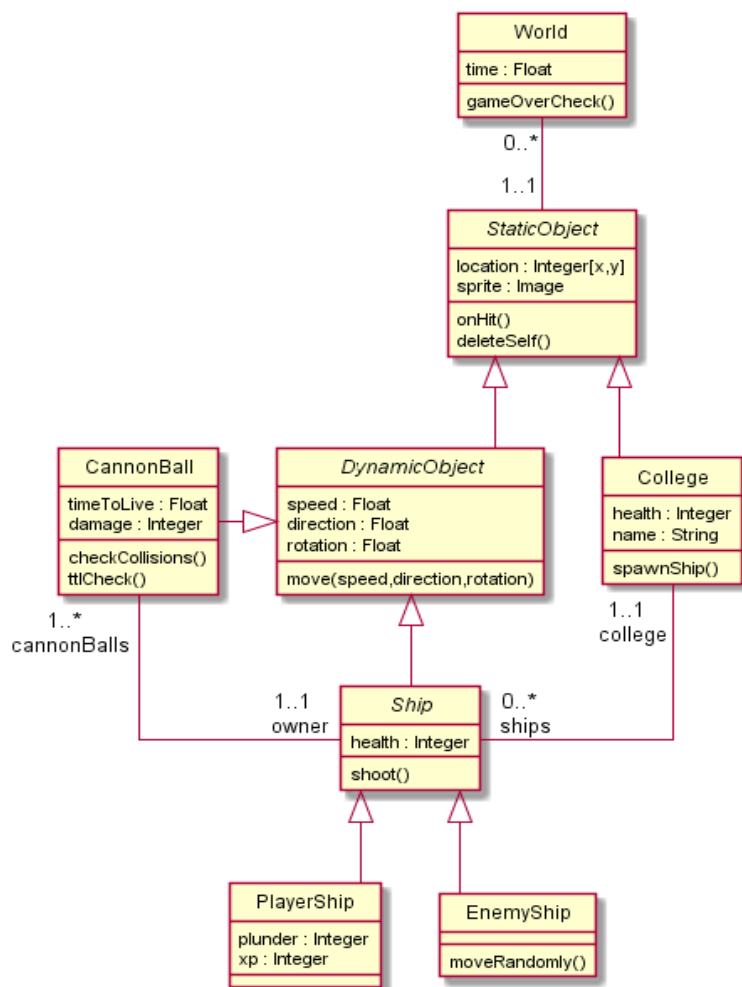 World
time : Float
gameOverCheck()
0..*
1..1
StaticObject
location : Integer[x,y]
sprite : Image
onHit()
deleteSelf()
CannonBall
timeToLive : Float
damage : Integer
checkCollisions()
ttlCheck()
DynamicObject
speed : Float
direction : Float
rotation : Float
move(speed,direction,rotation)
College
health : Integer
name : String
spawnShip()
1..*
cannonBalls
1..1
college
1..1
owner
0..*
ships
Ship
health : Integer
shoot()
PlayerShip
plunder : Integer
xp : Integer
EnemyShip
moveRandomly()